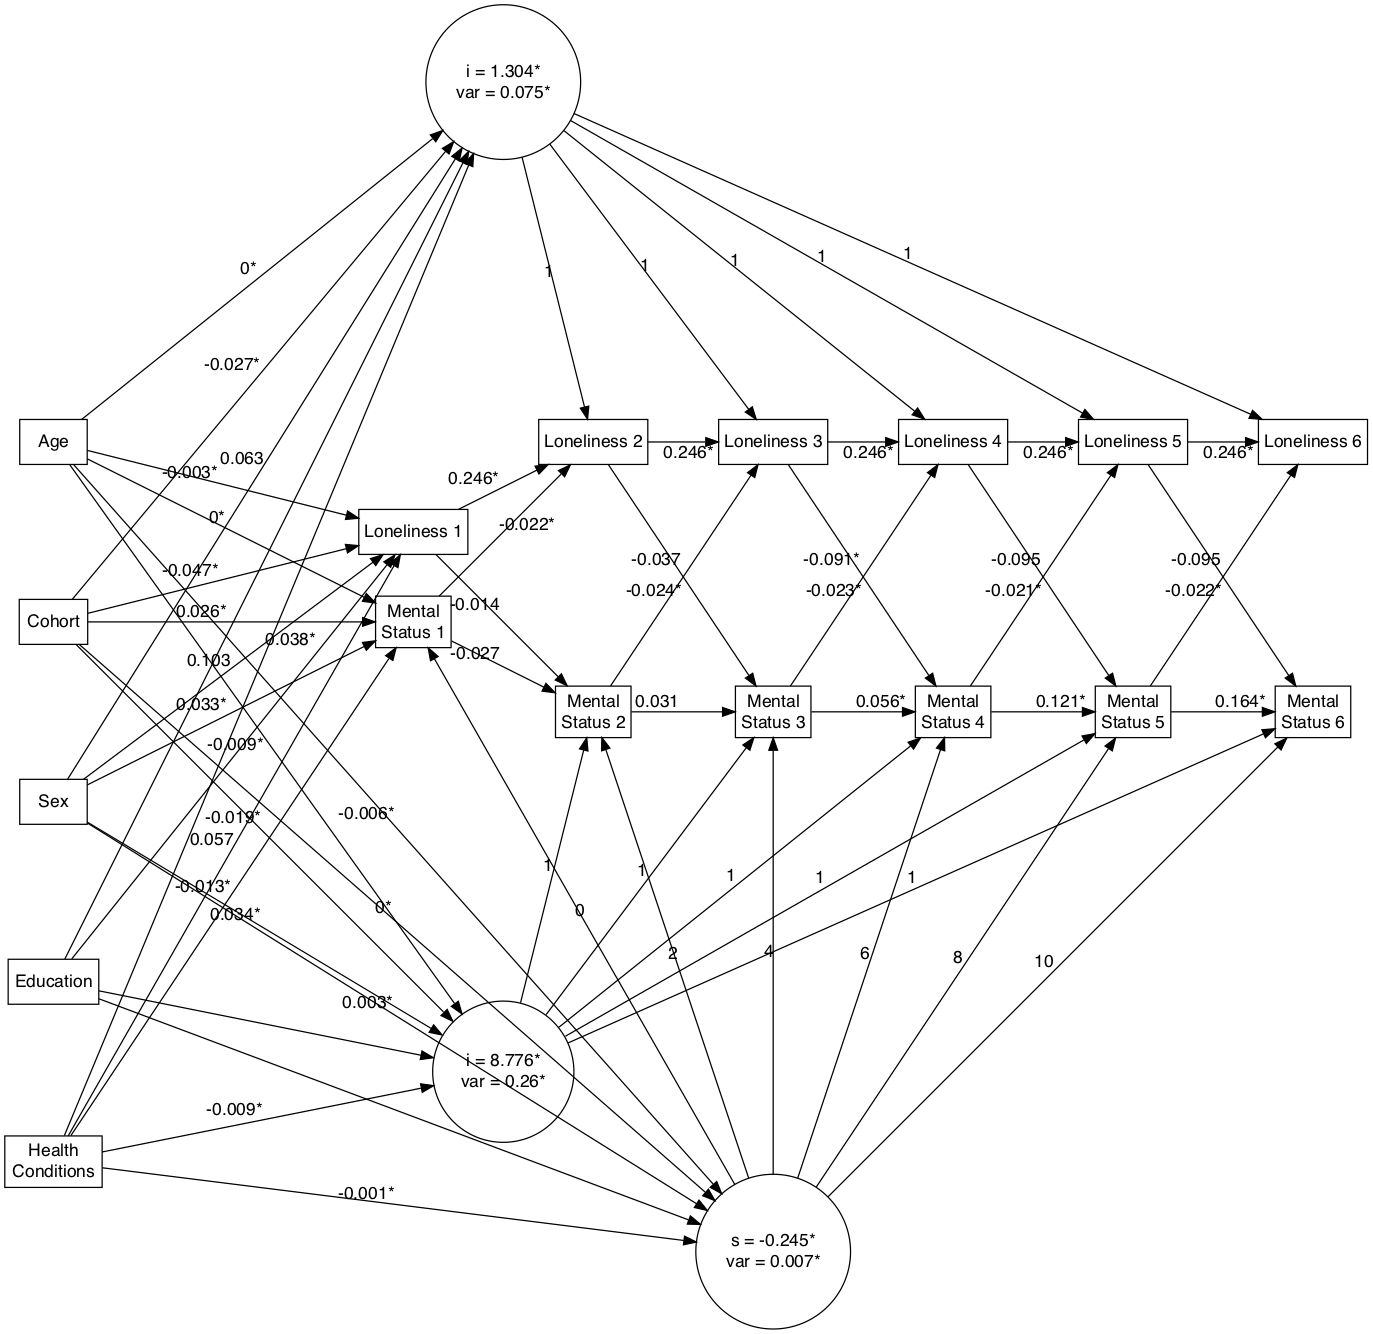 i = 1.304*
var = 0.075*
1
1
1
1
1
0*
-0.027*
Age
Loneliness 2
Loneliness 3
Loneliness 4
Loneliness 5
Loneliness 6
0.246*
0.246*
0.246*
0.246*
0.063
-0.003*
0.246*
0*
Loneliness 1
-0.022*
-0.047*
-0.037
-0.091*
-0.095
-0.095
-0.024*
-0.023*
-0.021*
-0.022*
Cohort
0.026*
Mental
Status 1
-0.014
0.038*
-0.027
0.103
0.033*
Mental
Status 2
0.031
Mental
Status 3
0.056*
Mental
Status 4
0.121*
Mental
Status 5
0.164*
Mental
Status 6
-0.009*
Sex
-0.019*
-0.006*
0.057
1
1
1
1
1
-0.013*
0.034*
0*
0
2
4
6
8
10
Education
0.003*
i = 8.776*
var = 0.26*
-0.009*
Health
Conditions
-0.001*
s = -0.245*
var = 0.007*